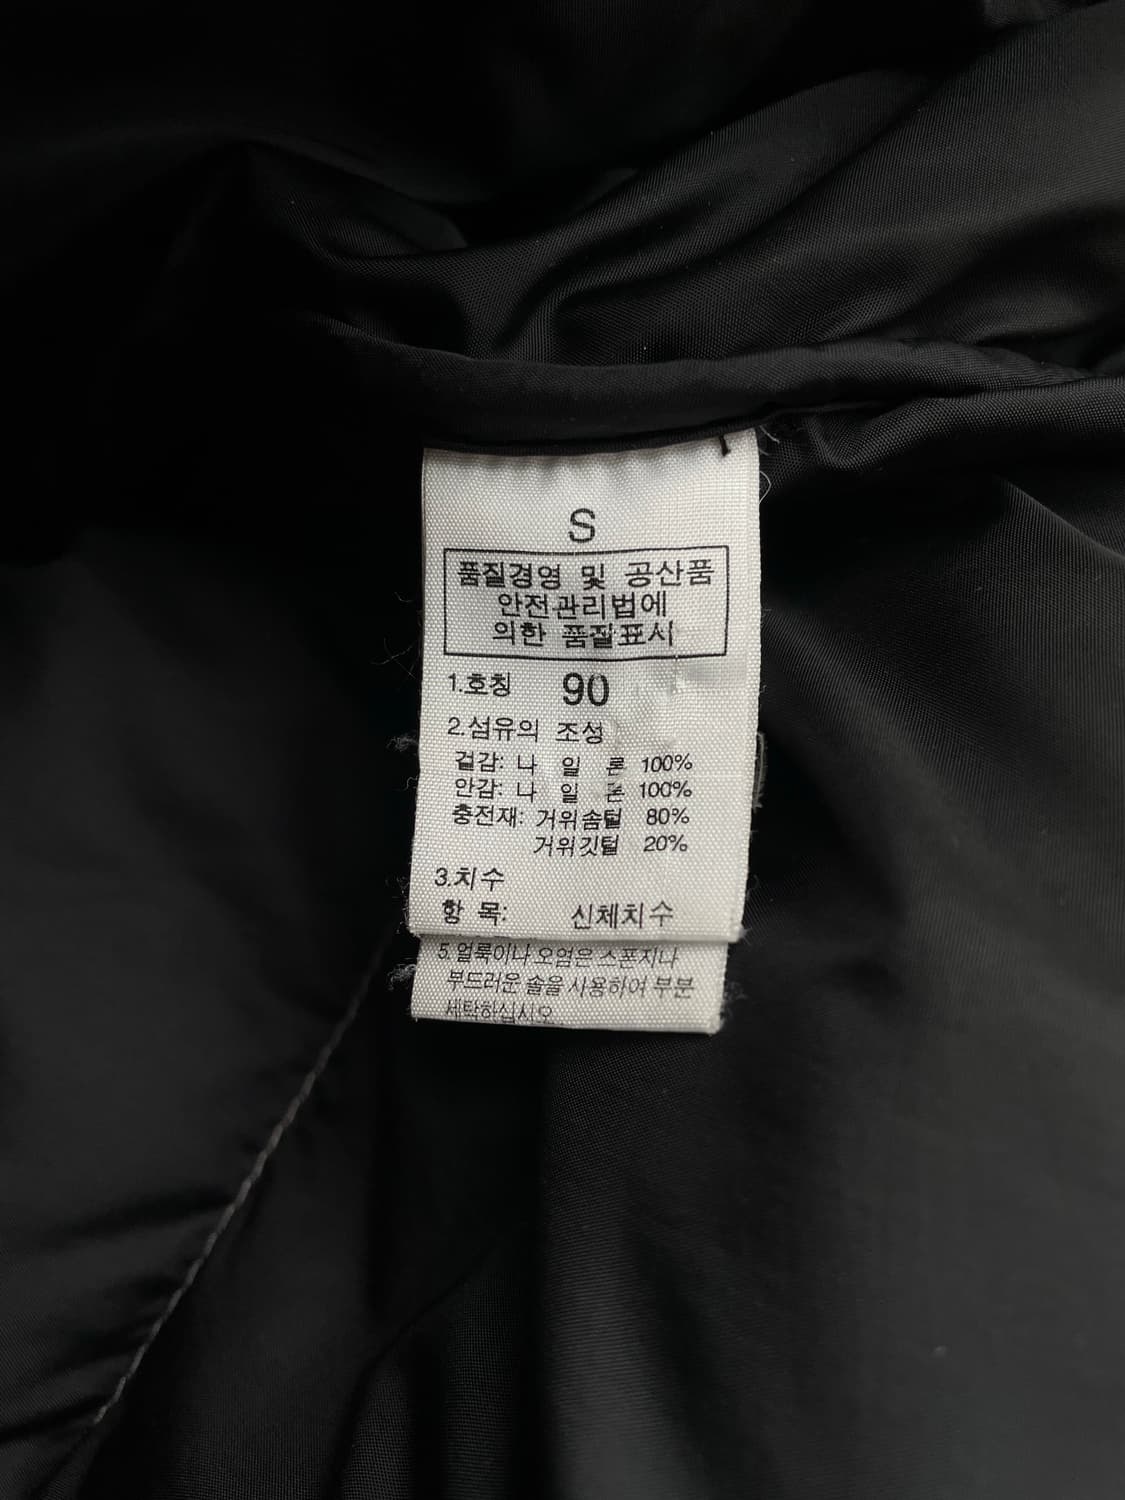 S
품질경영 및 공산품
안전관리법에
의한 품질표시
1.호칭 90
2.섬유의 조성
겉감: 나 일 론 100%
안감: 나 일 론 100%
충전재: 거위솜털 80%
거위깃털 20%
3.치수
항 목: 신체치수
5. 얼룩이나 오염은 스폰지나
부드러운 솔을 사용하여 부분
세탁하십시오.